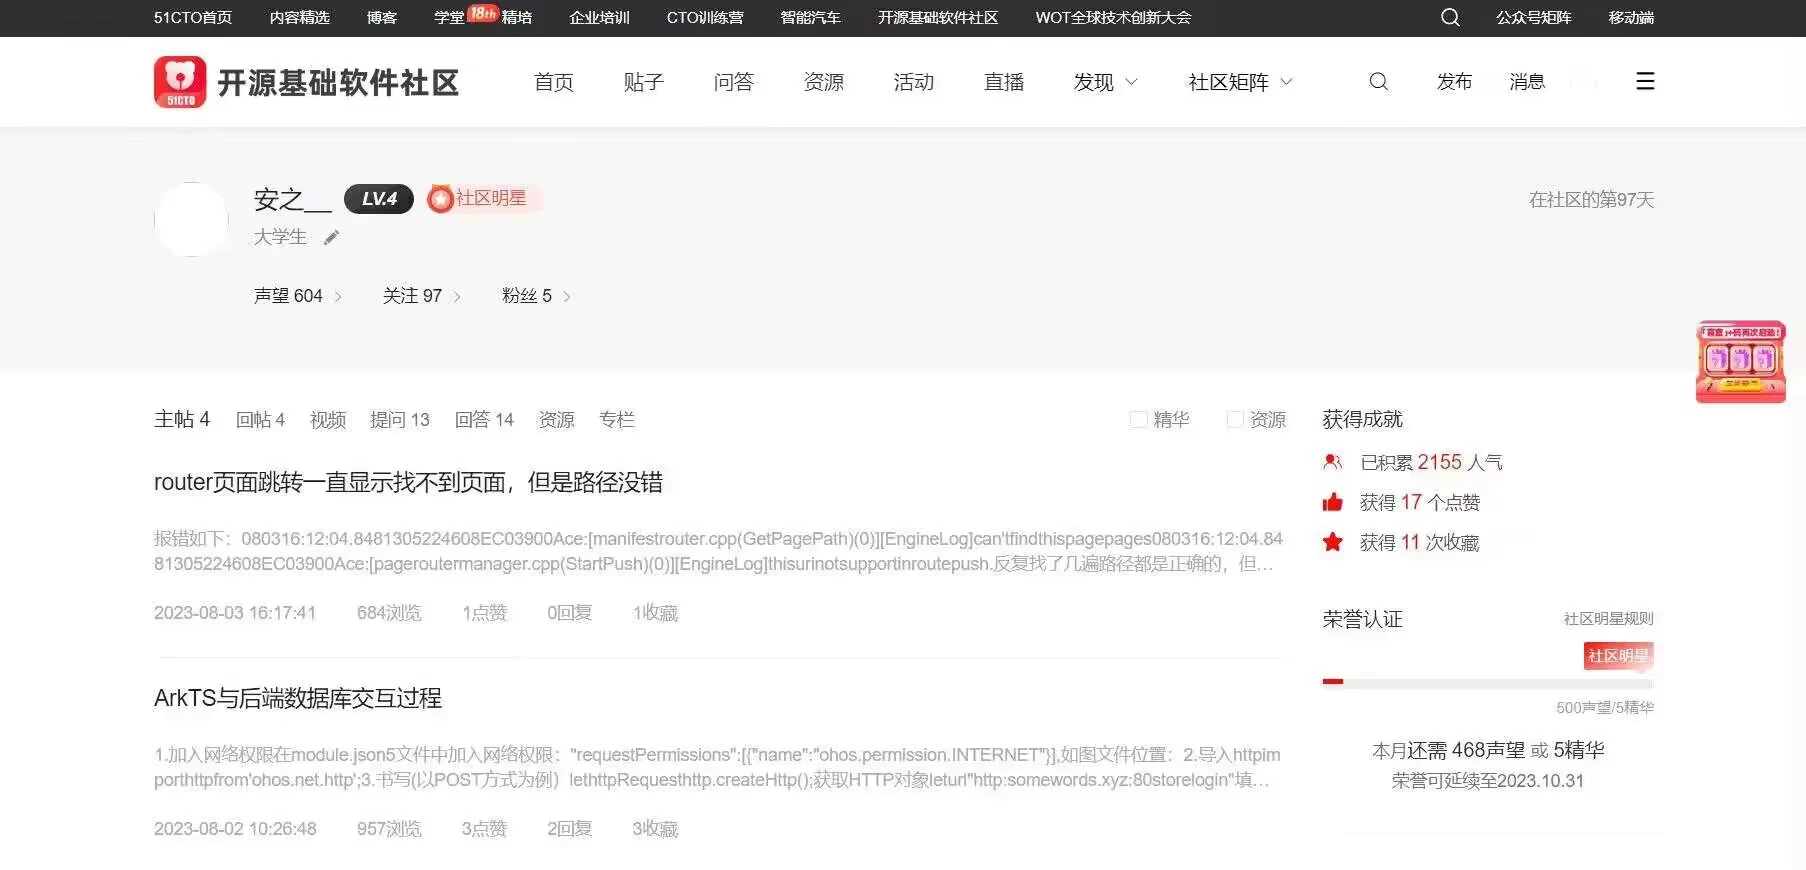 51CTO首页 内容精选 博客 学堂 18th 精培 企业培训 CTO训练营 智能汽车 开源基础软件社区 WOT全球技术创新大会 公众号矩阵 移动端
51CTO 开源基础软件社区 首页 贴子 问答 资源 活动 直播 发现 社区矩阵 发布 消息
安之__ LV.4 社区明星 在社区的第97天
大学生
声望 604 关注 97 粉丝 5
主帖 4 回帖 4 视频 提问 13 回答 14 资源 专栏 精华 资源
router页面跳转一直显示找不到页面，但是路径没错
报错如下：080316:12:04.8481305224608EC03900Ace:[manifestrouter.cpp(GetPagePath)(0)][EngineLog]can'tfindthispagepages080316:12:04.84
81305224608EC03900Ace:[pageroutermanager.cpp(StartPush)(0)][EngineLog]thisurinotsupportinroutepush.反复找了几遍路径都是正确的，但...
2023-08-03 16:17:41 684浏览 1点赞 0回复 1收藏
ArkTS与后端数据库交互过程
1.加入网络权限在module.json5文件中加入网络权限："requestPermissions":[{"name":"ohos.permission.INTERNET"}],如图文件位置：2.导入httpim
porthttpfrom'ohos.net.http';3.书写(以POST方式为例）lethttpRequesthttp.createHttp();获取HTTP对象leturl"http:somewords.xyz:80storelogin"填...
2023-08-02 10:26:48 957浏览 3点赞 2回复 3收藏
获得成就
已积累 2155 人气
获得 17 个点赞
获得 11 次收藏
荣誉认证 社区明星规则
社区明星
500声望/5精华
本月还需 468声望 或 5精华
荣誉可延续至2023.10.31